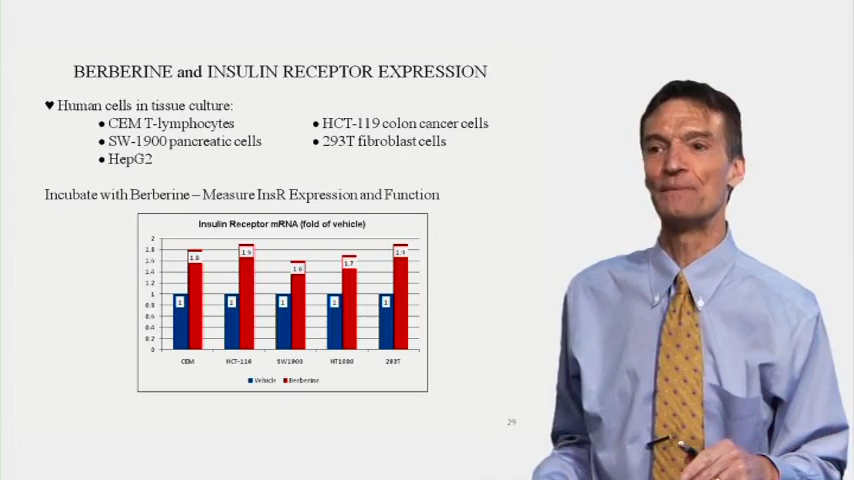 BERBERINE and INSULIN RECEPTOR EXPRESSION
♥ Human cells in tissue culture:
● CEM T-lymphocytes ● HCT-119 colon cancer cells
● SW-1900 pancreatic cells ● 293T fibroblast cells
● HepG2
Incubate with Berberine – Measure InsR Expression and Function
Insulin Receptor mRNA (fold of vehicle)
2
1.8
1.6
1.4
1.2
1
0.8
0.6
0.4
0.2
0
1 1.8 1 1.9 1 1.6 1 1.7 1 1.9
CEM HCT-116 SW1900 HT1080 293T
Vehicle Berberine
29